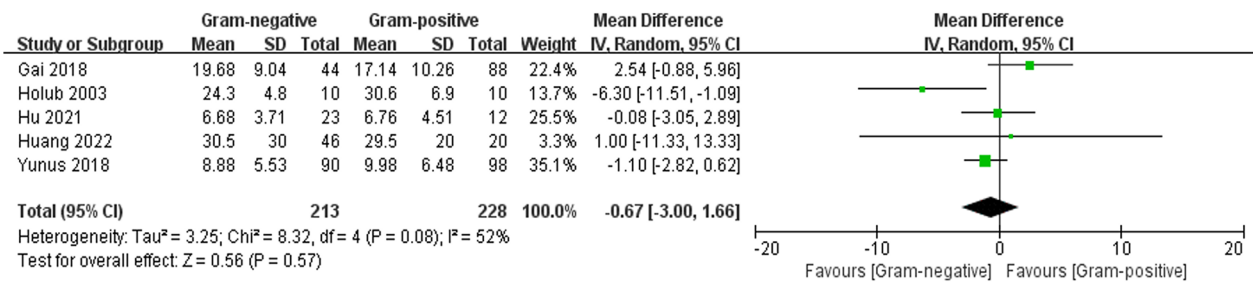 Gram-negative Gram-positive Mean Difference Mean Difference
Study or Subgroup Mean SD Total Mean SD Total Weight IV, Random, 95% CI IV, Random, 95% CI
Gai 2018 19.68 9.04 44 17.14 10.26 88 22.4% 2.54 [-0.88, 5.96]
Holub 2003 24.3 4.8 10 30.6 6.9 10 13.7% -6.30 [-11.51, -1.09]
Hu 2021 6.68 3.71 23 6.76 4.51 12 25.5% -0.08 [-3.05, 2.89]
Huang 2022 30.5 30 46 29.5 20 20 3.3% 1.00 [-11.33, 13.33]
Yunus 2018 8.88 5.53 90 9.98 6.48 98 35.1% -1.10 [-2.82, 0.62]
Total (95% CI) 213 228 100.0% -0.67 [-3.00, 1.66]
Heterogeneity: Tau² = 3.25; Chi² = 8.32, df = 4 (P = 0.08); I² = 52%
Test for overall effect: Z = 0.56 (P = 0.57)
-20 -10 0 10 20
Favours [Gram-negative] Favours [Gram-positive]